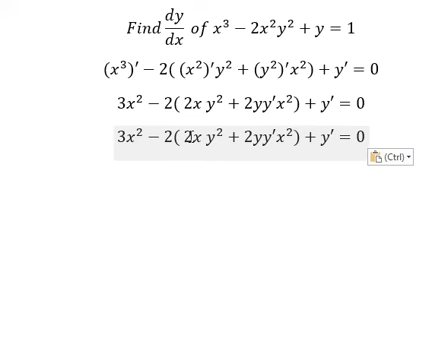 Find dy/dx of x³ − 2x²y² + y = 1
(x³)′ − 2( (x²)′y² + (y²)′x²) + y′ = 0
3x² − 2( 2x y² + 2yy′x²) + y′ = 0
3x² − 2( 2x y² + 2yy′x²) + y′ = 0
(Ctrl)